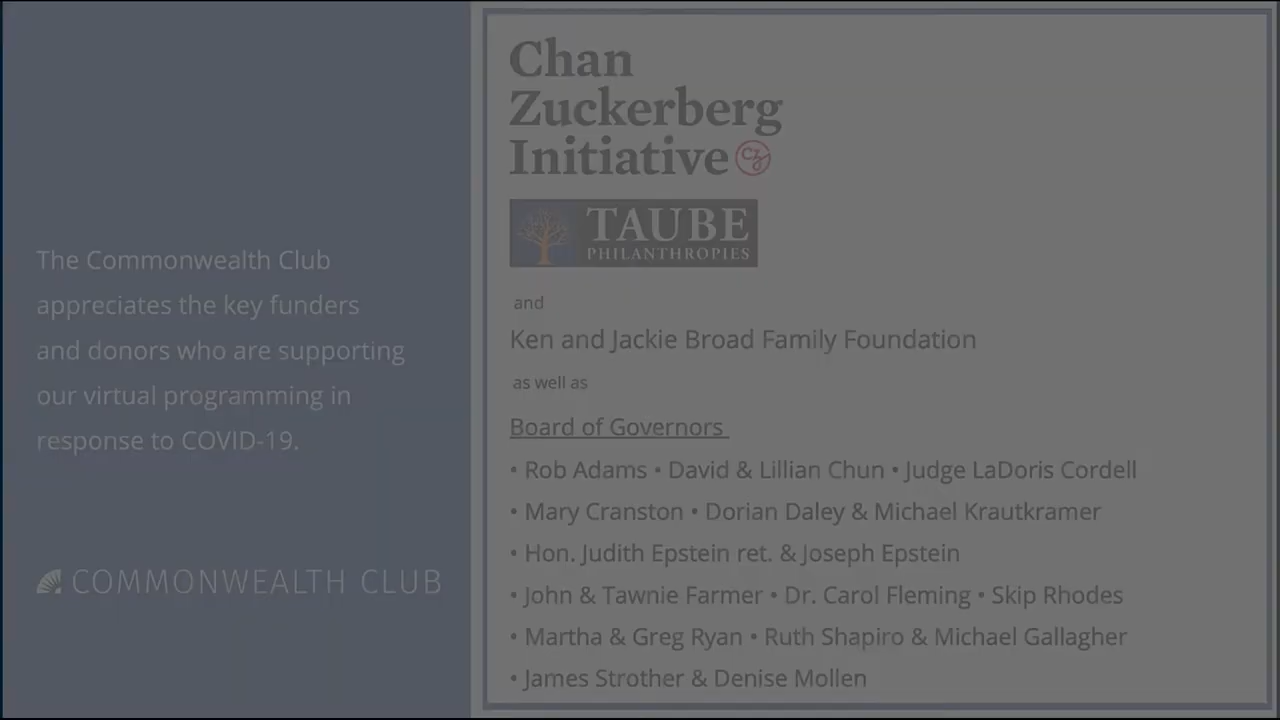 The Commonwealth Club
appreciates the key funders
and donors who are supporting
our virtual programming in
response to COVID-19.
COMMONWEALTH CLUB
Chan
Zuckerberg
Initiative cz
TAUBE
PHILANTHROPIES
and
Ken and Jackie Broad Family Foundation
as well as
Board of Governors
• Rob Adams • David & Lillian Chun • Judge LaDoris Cordell
• Mary Cranston • Dorian Daley & Michael Krautkramer
• Hon. Judith Epstein ret. & Joseph Epstein
• John & Tawnie Farmer • Dr. Carol Fleming • Skip Rhodes
• Martha & Greg Ryan • Ruth Shapiro & Michael Gallagher
• James Strother & Denise Mollen